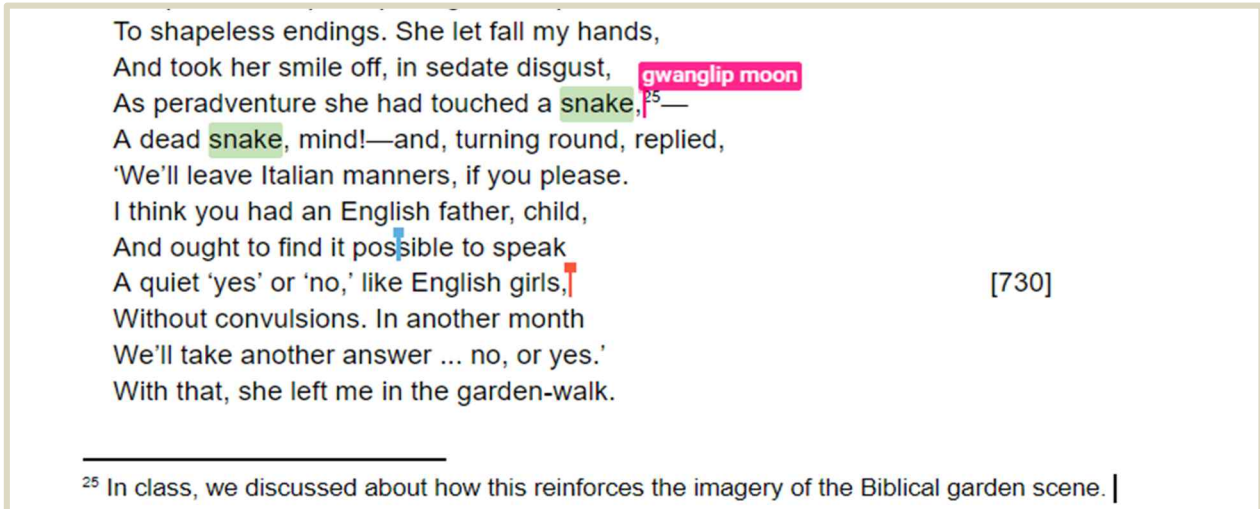 To shapeless endings. She let fall my hands,
And took her smile off, in sedate disgust,
gwanglip moon
As peradventure she had touched a snake,²⁵—
A dead snake, mind!—and, turning round, replied,
‘We’ll leave Italian manners, if you please.
I think you had an English father, child,
And ought to find it possible to speak
A quiet ‘yes’ or ‘no,’ like English girls, [730]
Without convulsions. In another month
We’ll take another answer ... no, or yes.’
With that, she left me in the garden-walk.
²⁵ In class, we discussed about how this reinforces the imagery of the Biblical garden scene.